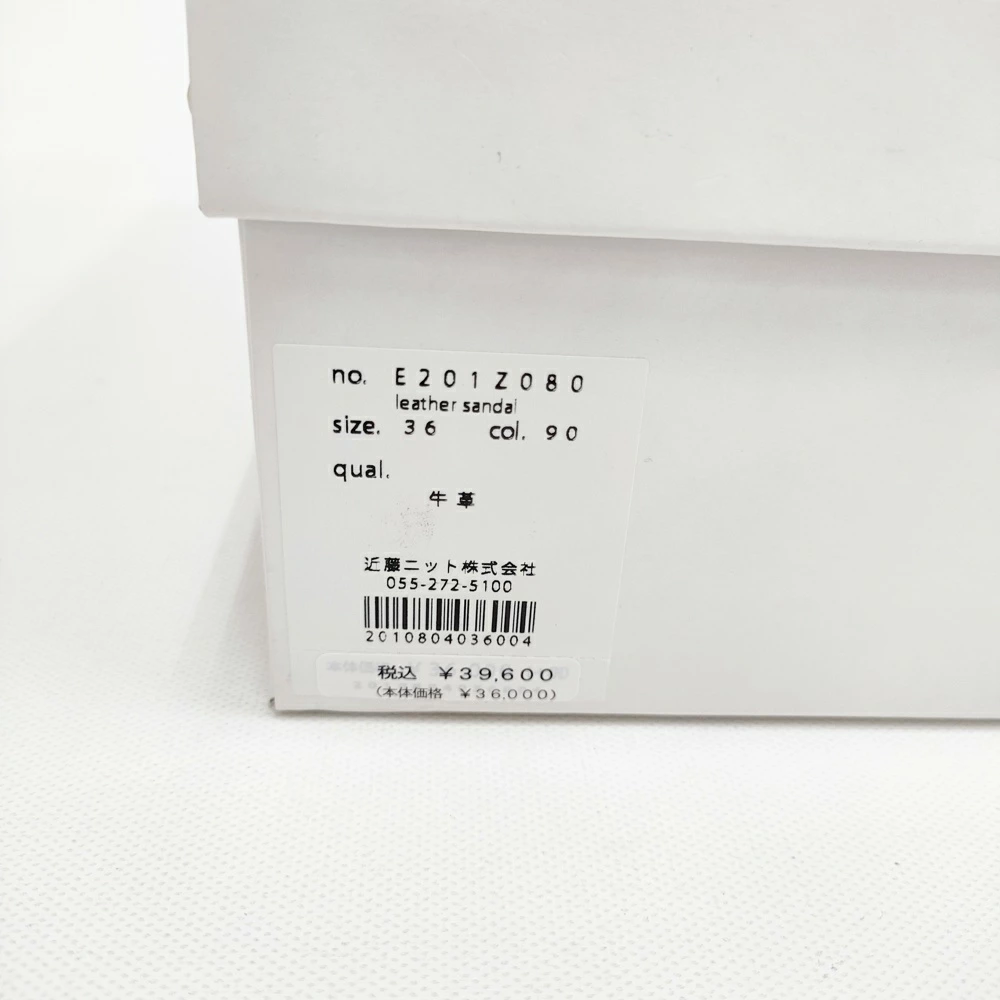 no. E201Z080
leather sandal
size. 36 col. 90
qual.
牛革
近藤ニット株式会社
055-272-5100
2010804036004
税込 ¥39,600
(本体価格 ¥36,000)